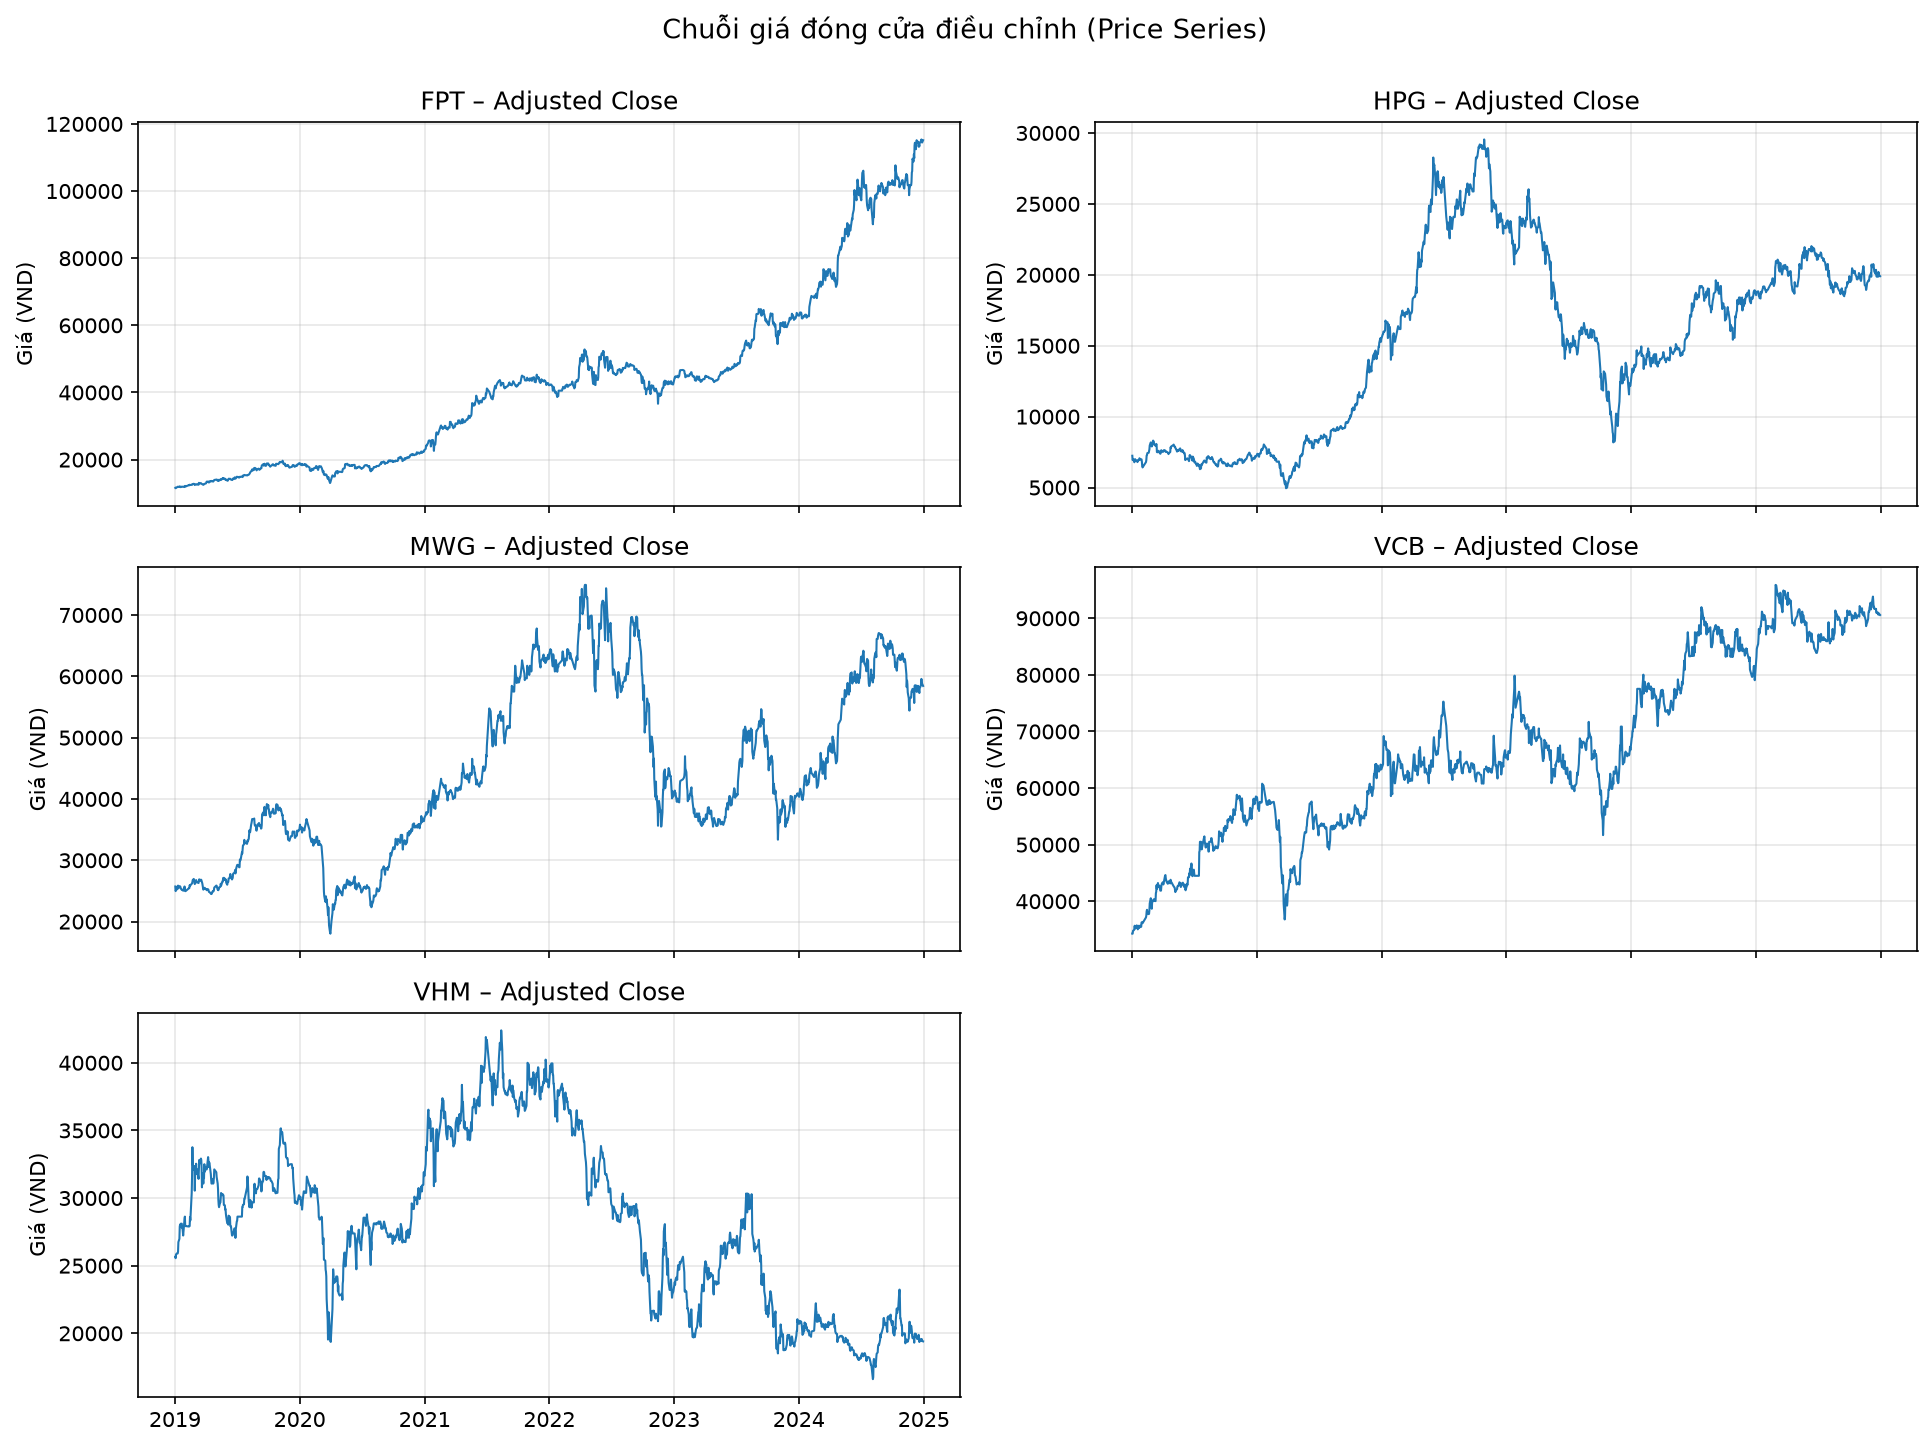 Chuỗi giá đóng cửa điều chỉnh (Price Series)
FPT – Adjusted Close
Giá (VND)
120000
100000
80000
60000
40000
20000
HPG – Adjusted Close
Giá (VND)
30000
25000
20000
15000
10000
5000
MWG – Adjusted Close
Giá (VND)
70000
60000
50000
40000
30000
20000
VCB – Adjusted Close
Giá (VND)
90000
80000
70000
60000
50000
40000
VHM – Adjusted Close
Giá (VND)
40000
35000
30000
25000
20000
2019 2020 2021 2022 2023 2024 2025